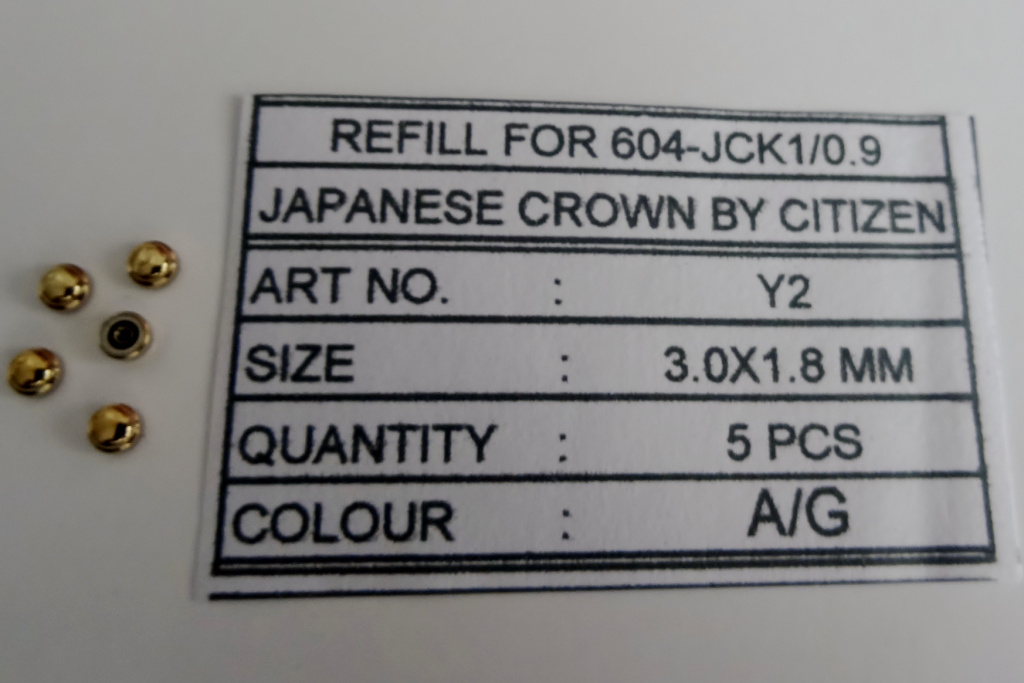 REFILL FOR 604-JCK1/0.9
JAPANESE CROWN BY CITIZEN
ART NO. : Y2
SIZE : 3.0X1.8 MM
QUANTITY : 5 PCS
COLOUR : A/G